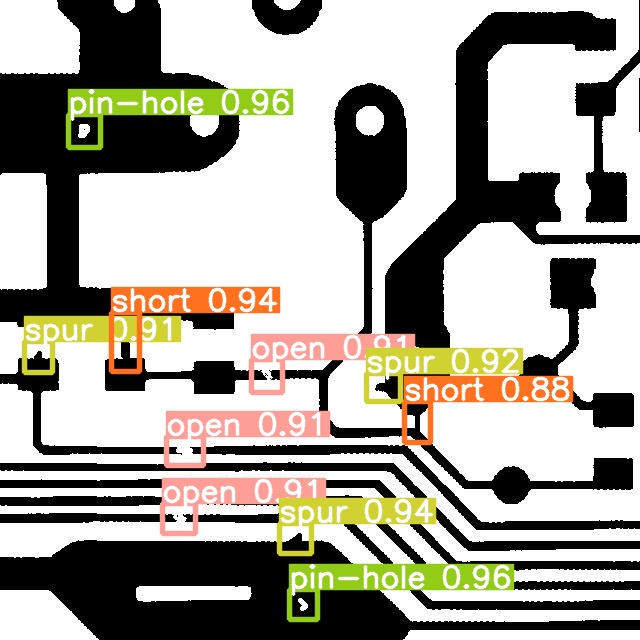 pin-hole 0.96
short 0.94
spur 0.91
open 0.91
spur 0.92
short 0.88
open 0.91
open 0.91
spur 0.94
pin-hole 0.96